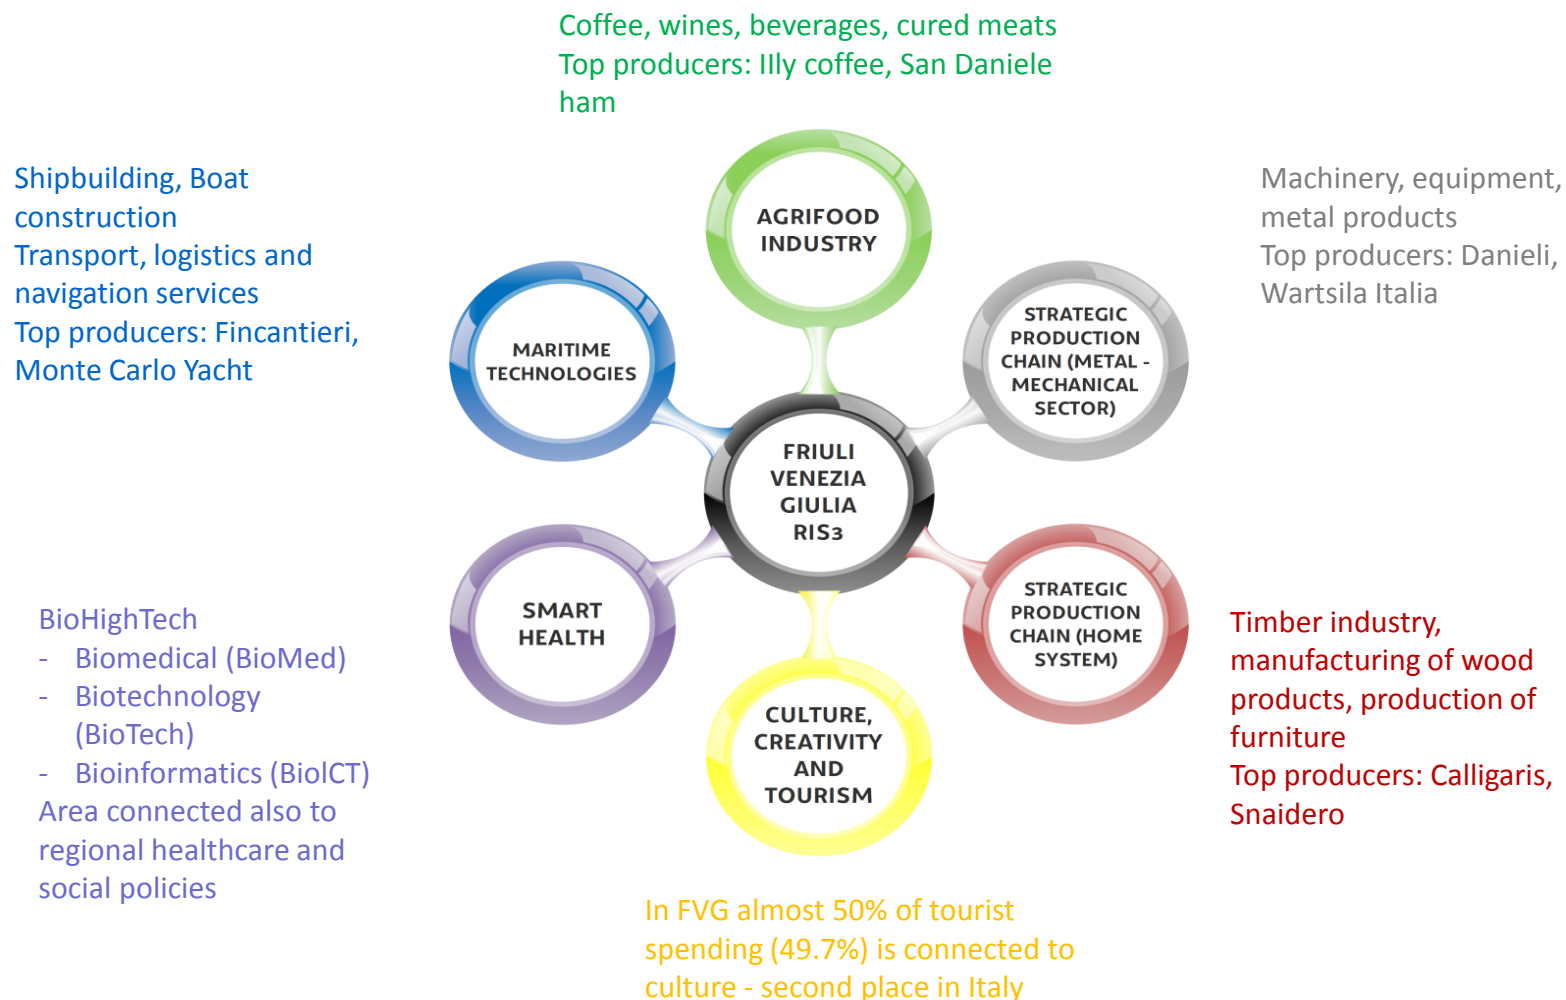 Coffee, wines, beverages, cured meats
Top producers: Illy coffee, San Daniele
ham
Shipbuilding, Boat
construction
Transport, logistics and
navigation services
Top producers: Fincantieri,
Monte Carlo Yacht
Machinery, equipment,
metal products
Top producers: Danieli,
Wartsila Italia
AGRIFOOD
INDUSTRY
MARITIME
TECHNOLOGIES
STRATEGIC
PRODUCTION
CHAIN (METAL -
MECHANICAL
SECTOR)
FRIULI
VENEZIA
GIULIA
RIS3
SMART
HEALTH
STRATEGIC
PRODUCTION
CHAIN (HOME
SYSTEM)
CULTURE,
CREATIVITY
AND
TOURISM
BioHighTech
- Biomedical (BioMed)
- Biotechnology
(BioTech)
- Bioinformatics (BioICT)
Area connected also to
regional healthcare and
social policies
Timber industry,
manufacturing of wood
products, production of
furniture
Top producers: Calligaris,
Snaidero
In FVG almost 50% of tourist
spending (49.7%) is connected to
culture - second place in Italy